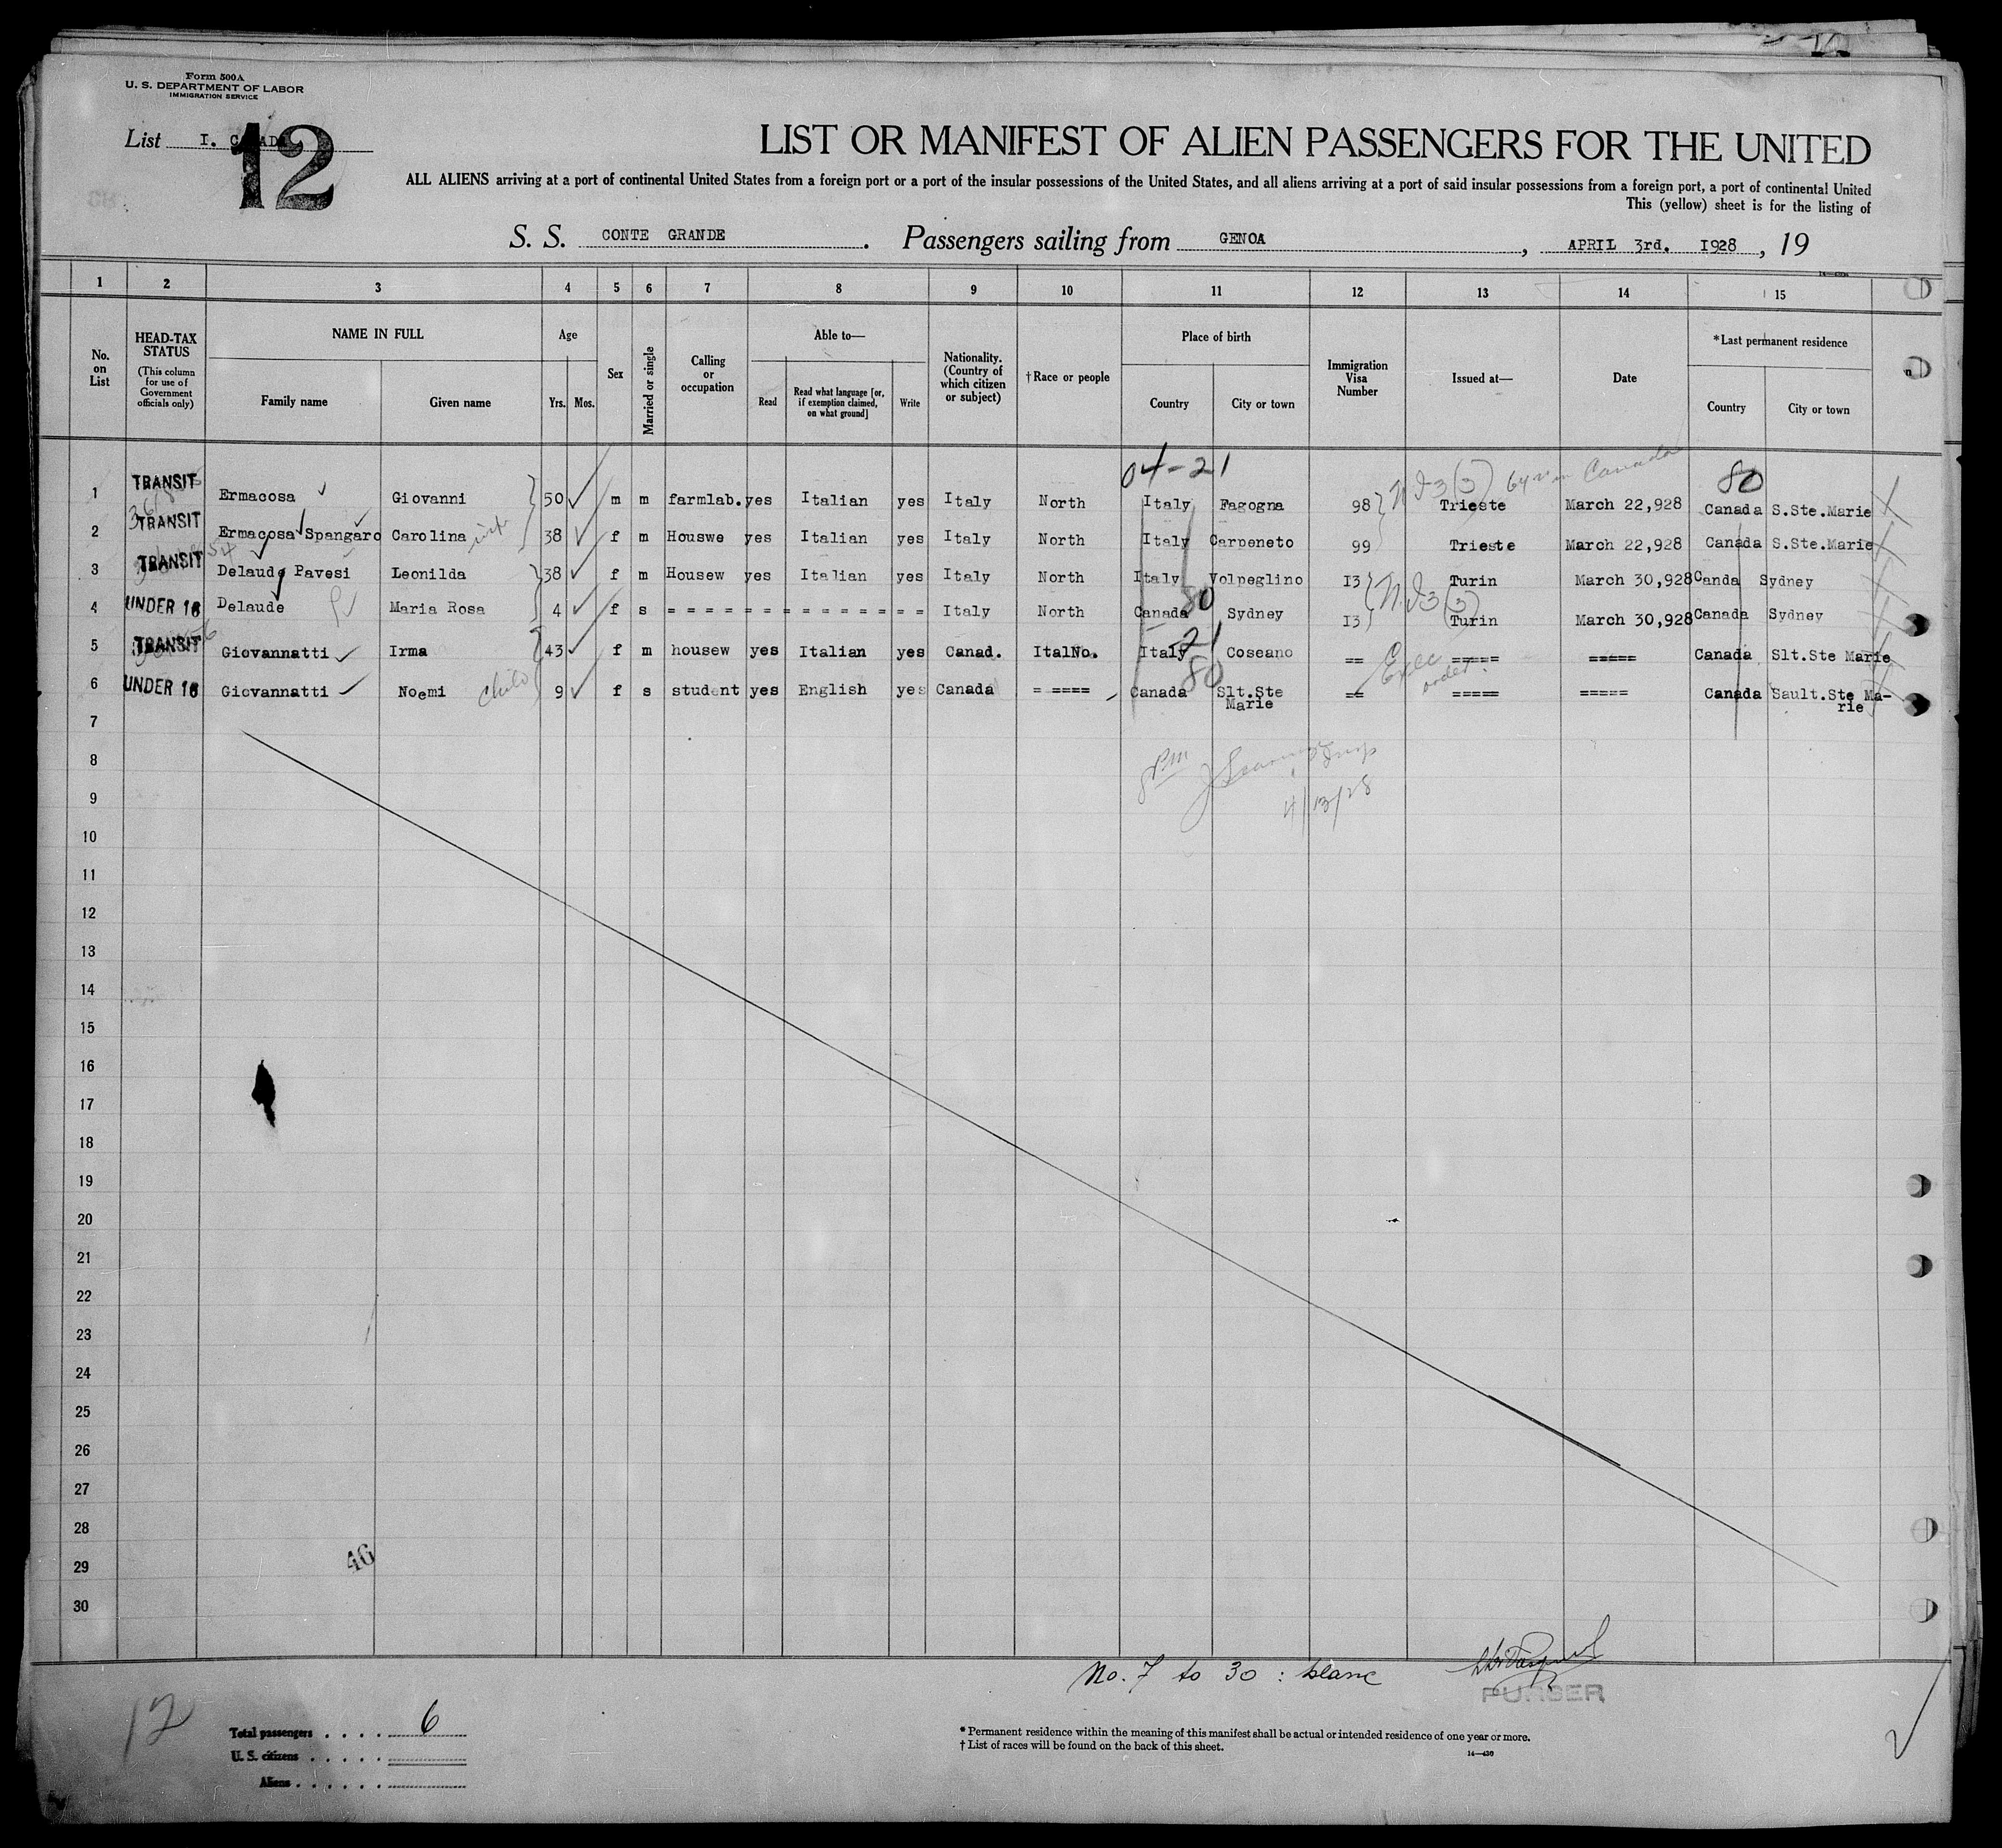 Form 500A
U. S. DEPARTMENT OF LABOR
IMMIGRATION SERVICE
List I. CANADA
12
LIST OR MANIFEST OF ALIEN PASSENGERS FOR THE UNITED
ALL ALIENS arriving at a port of continental United States from a foreign port or a port of the insular possessions of the United States, and all aliens arriving at a port of said insular possessions from a foreign port, a port of continental United
This (yellow) sheet is for the listing of
S. S. CONTE GRANDE. Passengers sailing from GENOA, APRIL 3rd. 1928, 19
1 2 3 4 5 6 7 8 9 10 11 12 13 14 15
No. on List
HEAD-TAX STATUS (This column for use of Government officials only)
NAME IN FULL
Family name Given name
Age
Yrs. Mos.
Sex
Married or single
Calling or occupation
Able to—
Read Read what language [or, if exemption claimed, on what ground] Write
Nationality. (Country of which citizen or subject)
†Race or people
Place of birth
Country City or town
Immigration Visa Number
Issued at—
Date
*Last permanent residence
Country City or town
04-21 80
1 TRANSIT Ermacosa Giovanni 50 m m farmlab. yes Italian yes Italy North Italy Fagogna 98 Trieste March 22,928 Canada S.Ste.Marie
2 TRANSIT Ermacosa Spangaro Carolina 38 f m Houswe yes Italian yes Italy North Italy Carpeneto 99 Trieste March 22,928 Canada S.Ste.Marie
3 TRANSIT Delaude Pavesi Leonilda 38 f m Housew yes Italian yes Italy North Italy Volpeglino I3 Turin March 30,928 Canda Sydney
4 UNDER 16 Delaude Maria Rosa 4 f s = = = = = = = = = = = = = = Italy North Canada 80 Sydney I3 Turin March 30,928 Canada Sydney
5 TRANSIT Giovannatti Irma 43 f m housew yes Italian yes Canad. ItalNo. Italy 21 Coseano == ===== ===== Canada Slt.Ste Marie
6 UNDER 16 Giovannatti Noemi child 9 f s student yes English yes Canada = ==== Canada 80 Slt.Ste Marie == ===== ===== Canada Sault.Ste Ma-
rie
order.
7
8
4/13/28
9
10
11
12
13
14
15
16
17
18
19
20
21
22
23
24
25
26
27
28
29
46
30
No. 7 to 30 : blanc
PURSER
12
Total passengers . . . . 6
U. S. citizens . . . . .
Aliens . . . . . .
* Permanent residence within the meaning of this manifest shall be actual or intended residence of one year or more.
† List of races will be found on the back of this sheet.
14—430